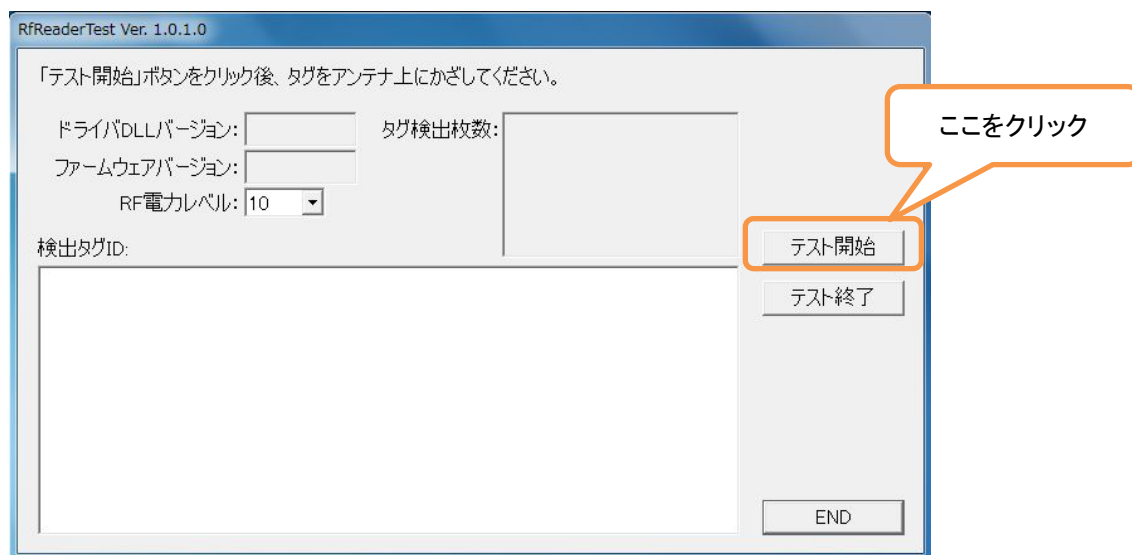 RfReaderTest Ver. 1.0.1.0
「テスト開始」ボタンをクリック後、タグをアンテナ上にかざしてください。
ドライバDLLバージョン:
タグ検出枚数:
ファームウェアバージョン:
RF電力レベル: 10
検出タグID:
ここをクリック
テスト開始
テスト終了
END